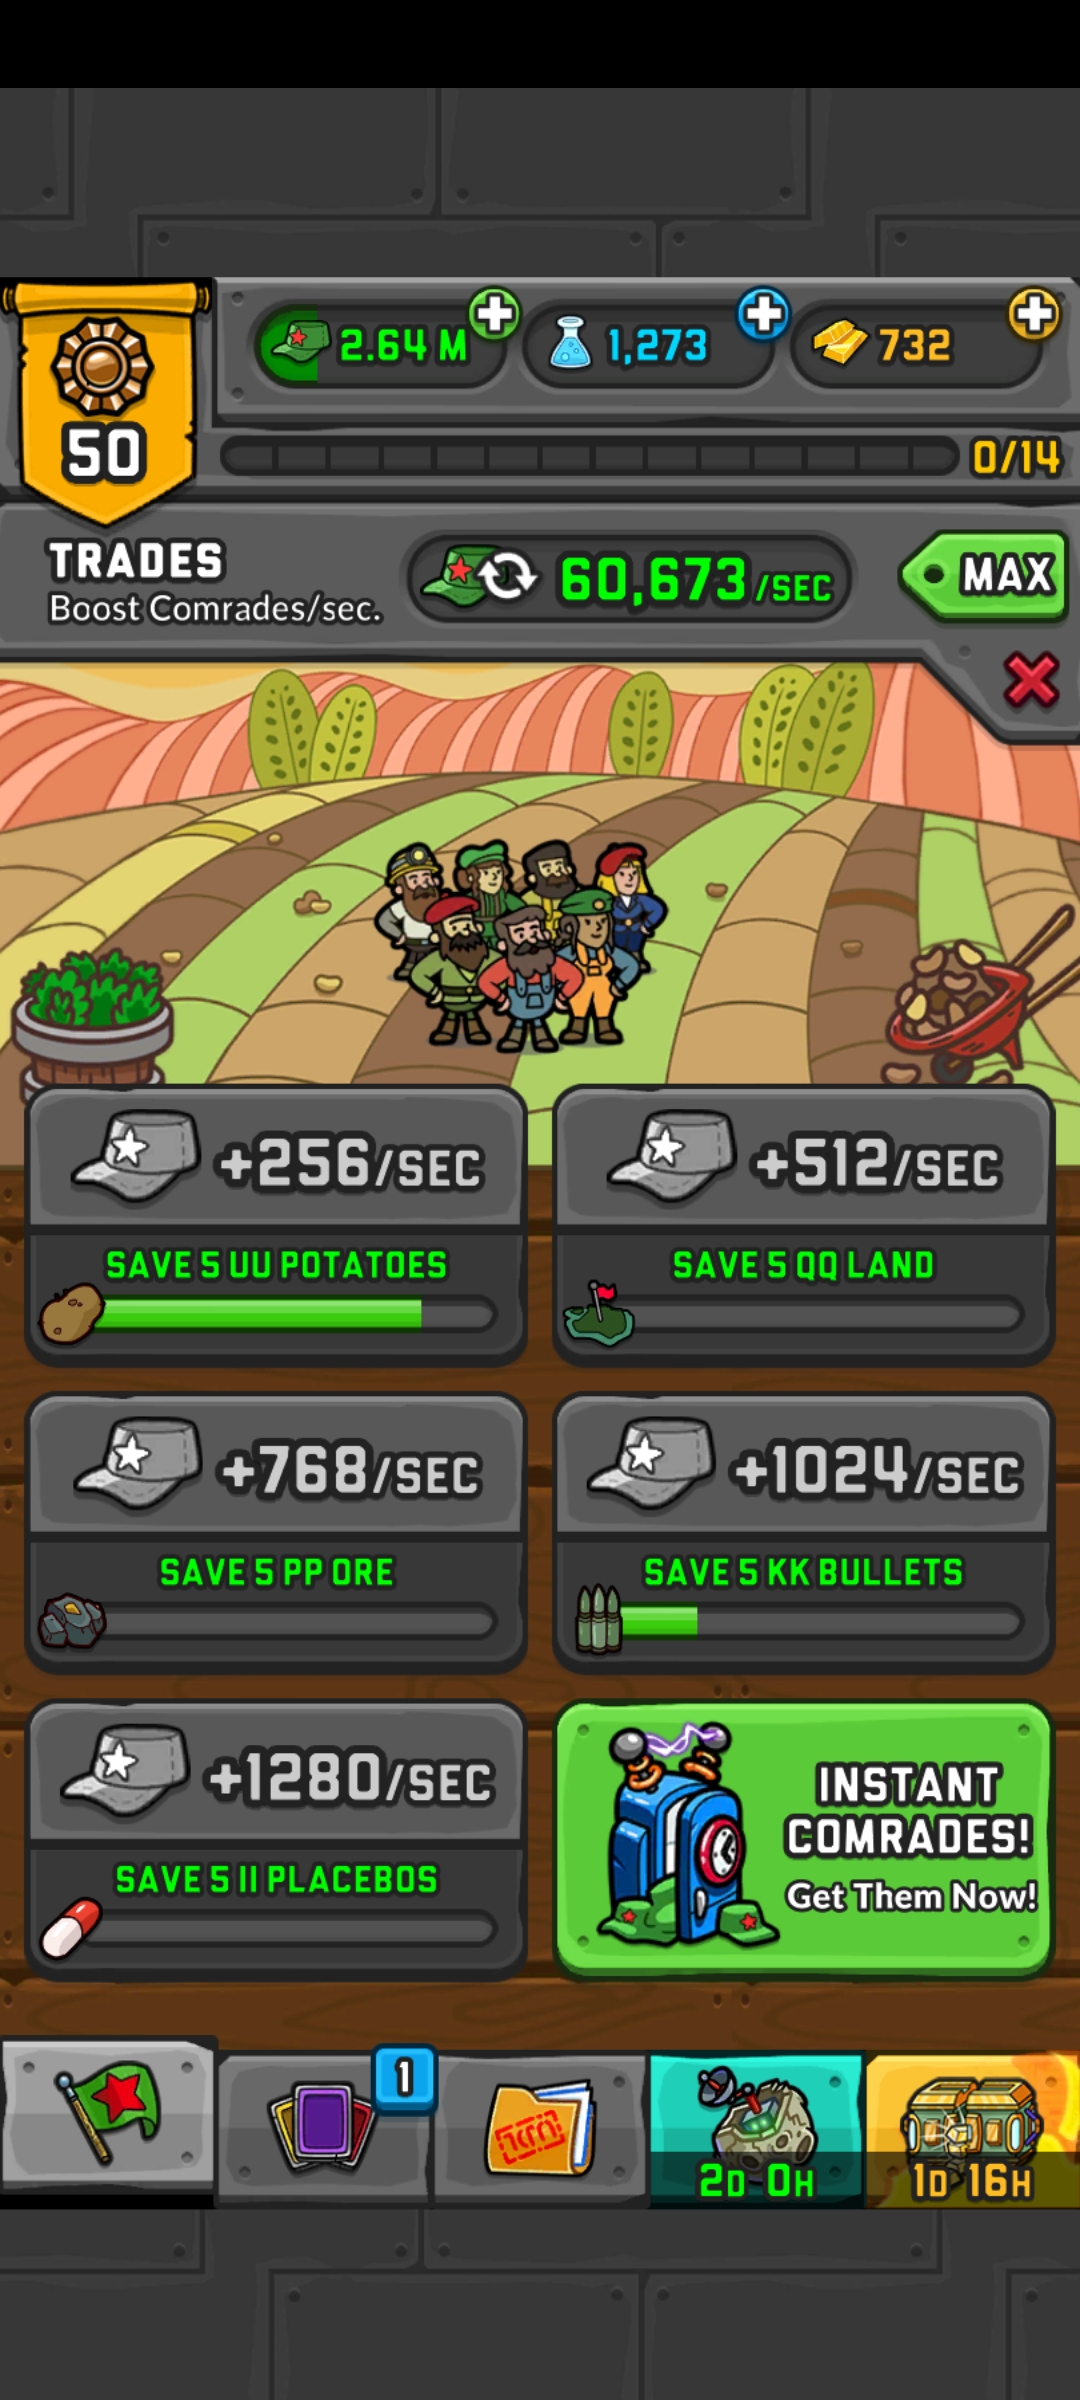 2.64 M
1,273
732
50
0/14
TRADES
Boost Comrades/sec.
60,673/SEC
MAX
+256/SEC
SAVE 5 UU POTATOES
+512/SEC
SAVE 5 QQ LAND
+768/SEC
SAVE 5 PP ORE
+1024/SEC
SAVE 5 KK BULLETS
+1280/SEC
SAVE 5 II PLACEBOS
INSTANT
COMRADES!
Get Them Now!
1
2D 0H
1D 16H